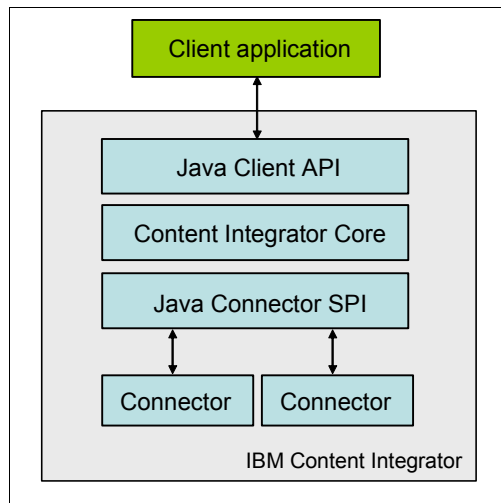 Client application
Java Client API
Content Integrator Core
Java Connector SPI
Connector
Connector
IBM Content Integrator